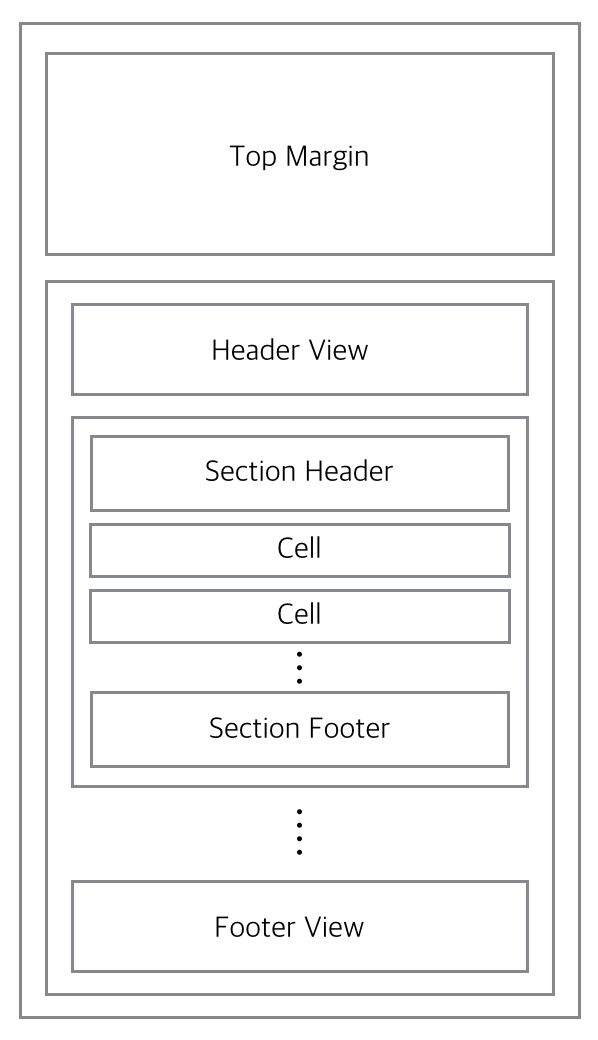 Top Margin
Header View
Section Header
Cell
Cell
Section Footer
Footer View